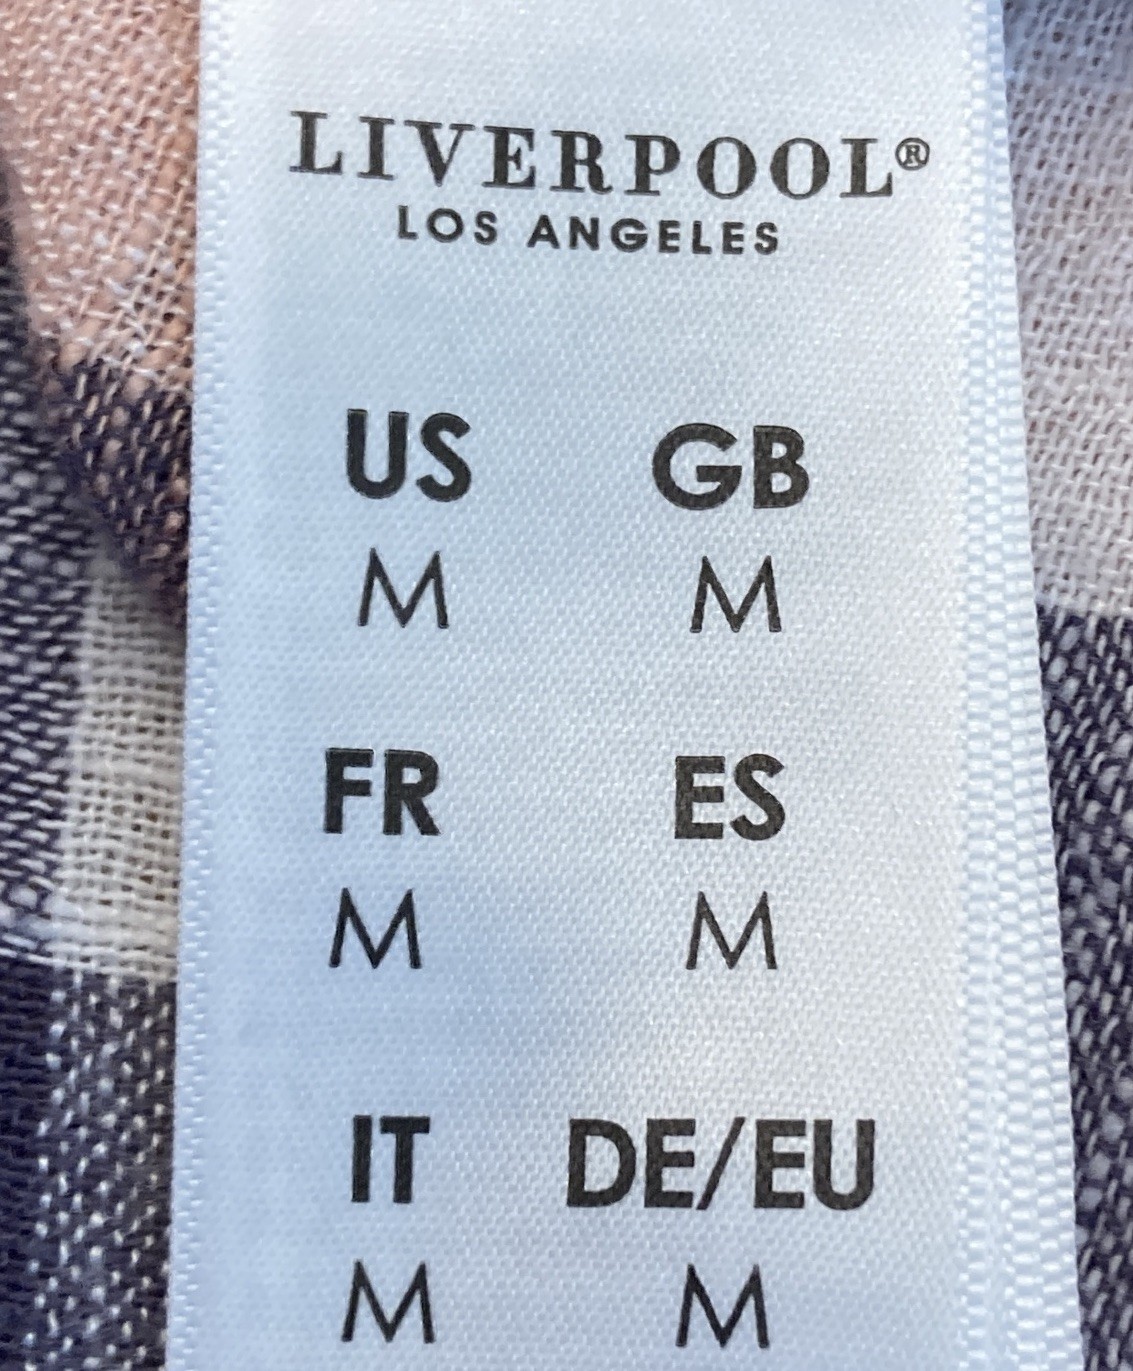 LIVERPOOL®
LOS ANGELES
US GB
M M
FR ES
M M
IT DE/EU
M M